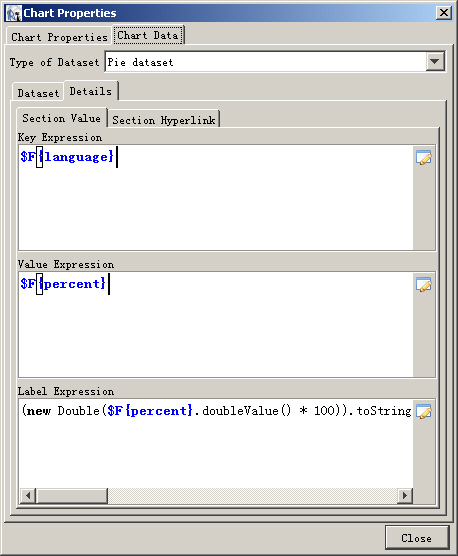 Chart Properties
Chart Properties Chart Data
Type of Dataset Pie dataset
Dataset Details
Section Value Section Hyperlink
Key Expression
$F{language}
Value Expression
$F{percent}
Label Expression
(new Double($F{percent}.doubleValue() * 100)).toString
Close